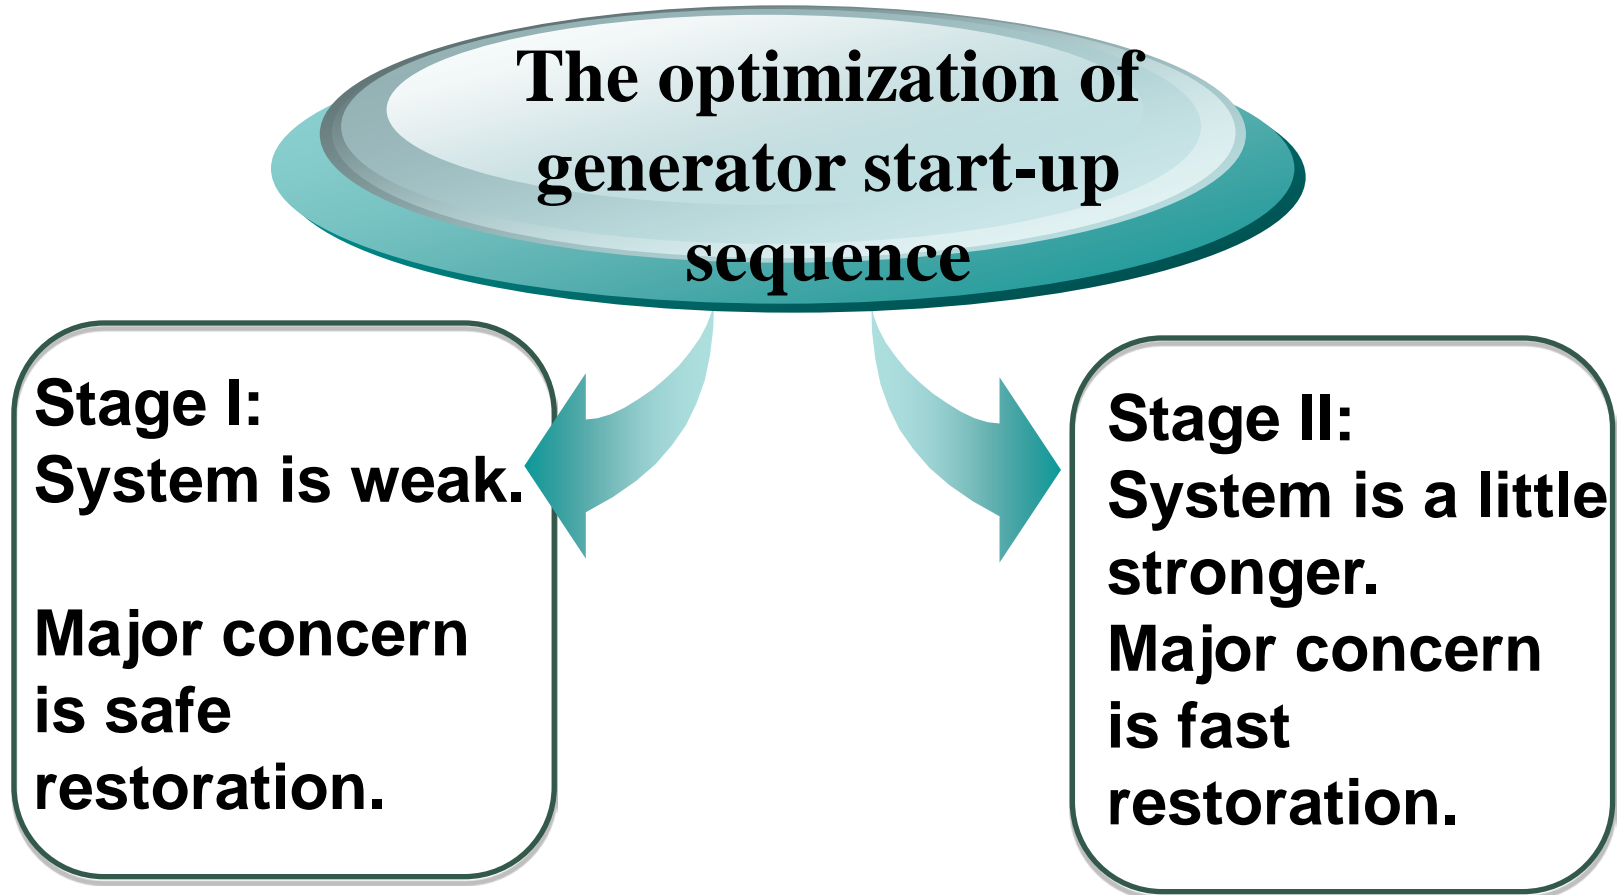 The optimization of
generator start-up
sequence
Stage I:
System is weak.
Major concern
is safe
restoration.
Stage II:
System is a little
stronger.
Major concern
is fast
restoration.